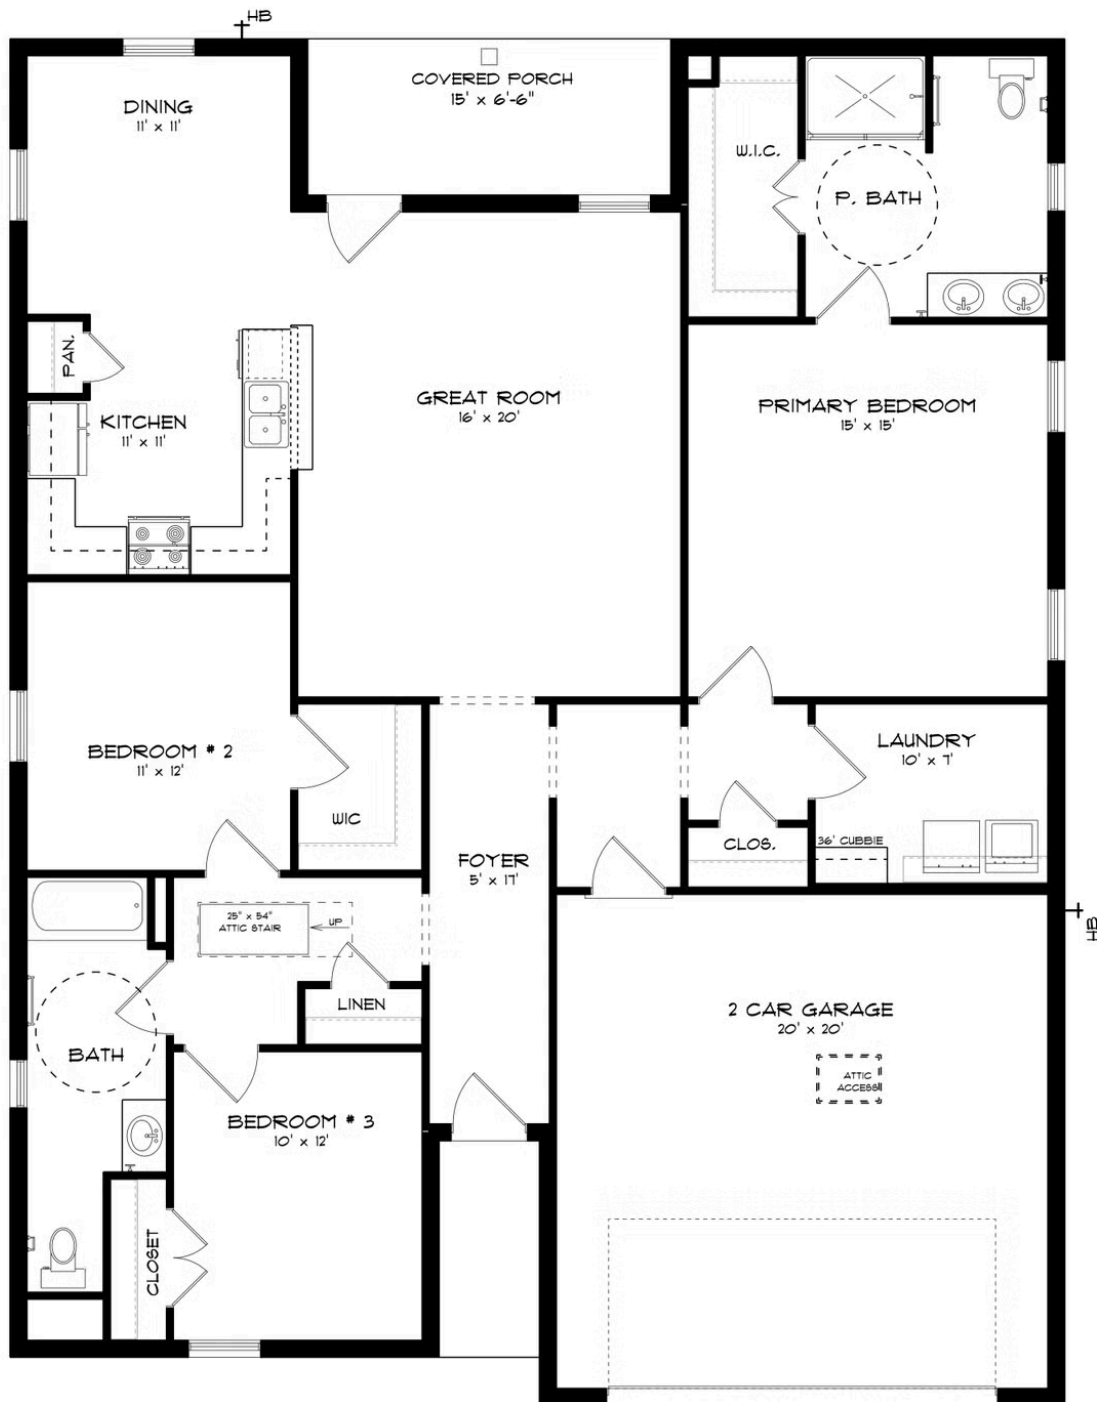 HB
COVERED PORCH
15' x 6'-6"
DINING
11' x 11'
W.I.C.
P. BATH
PAN.
KITCHEN
11' x 11'
GREAT ROOM
16' x 20'
PRIMARY BEDROOM
15' x 15'
BEDROOM # 2
11' x 12'
WIC
LAUNDRY
10' x 7'
36' CUBBIE
CLOS.
FOYER
5' x 17'
25" x 54"
ATTIC STAIR
UP
HB
LINEN
2 CAR GARAGE
20' x 20'
ATTIC
ACCESS
BATH
BEDROOM # 3
10' x 12'
CLOSET